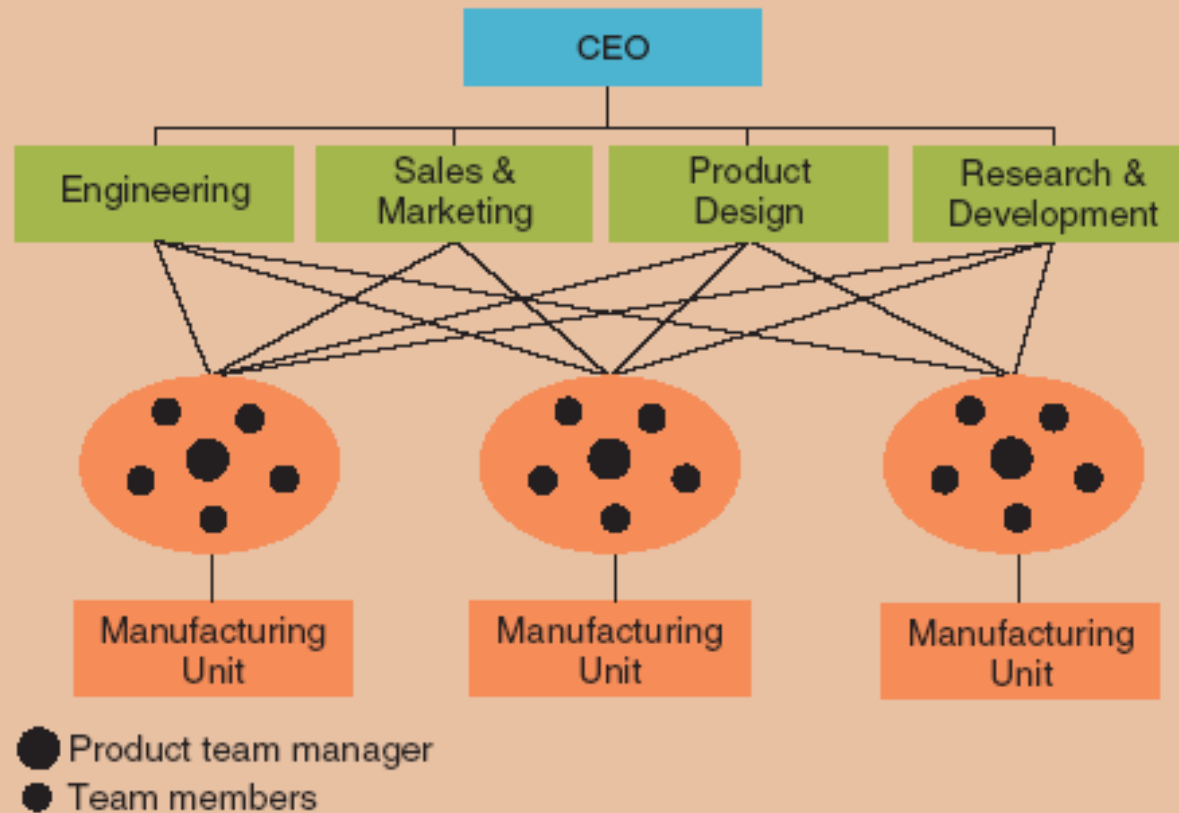 CEO
Engineering
Sales &
Marketing
Product
Design
Research &
Development
Manufacturing
Unit
Manufacturing
Unit
Manufacturing
Unit
Product team manager
Team members